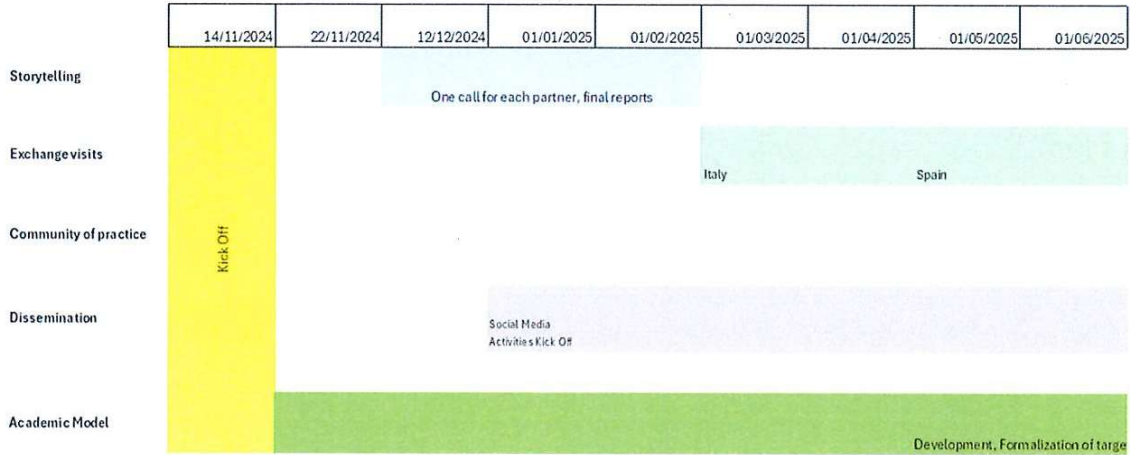 14/11/2024 22/11/2024 12/12/2024 01/01/2025 01/02/2025 01/03/2025 01/04/2025 01/05/2025 01/06/2025
Storytelling
One call for each partner, final reports
Exchange visits
Italy Spain
Community of practice
Kick Off
Dissemination
Social Media
Activities Kick Off
Academic Model
Development, Formalization of targe